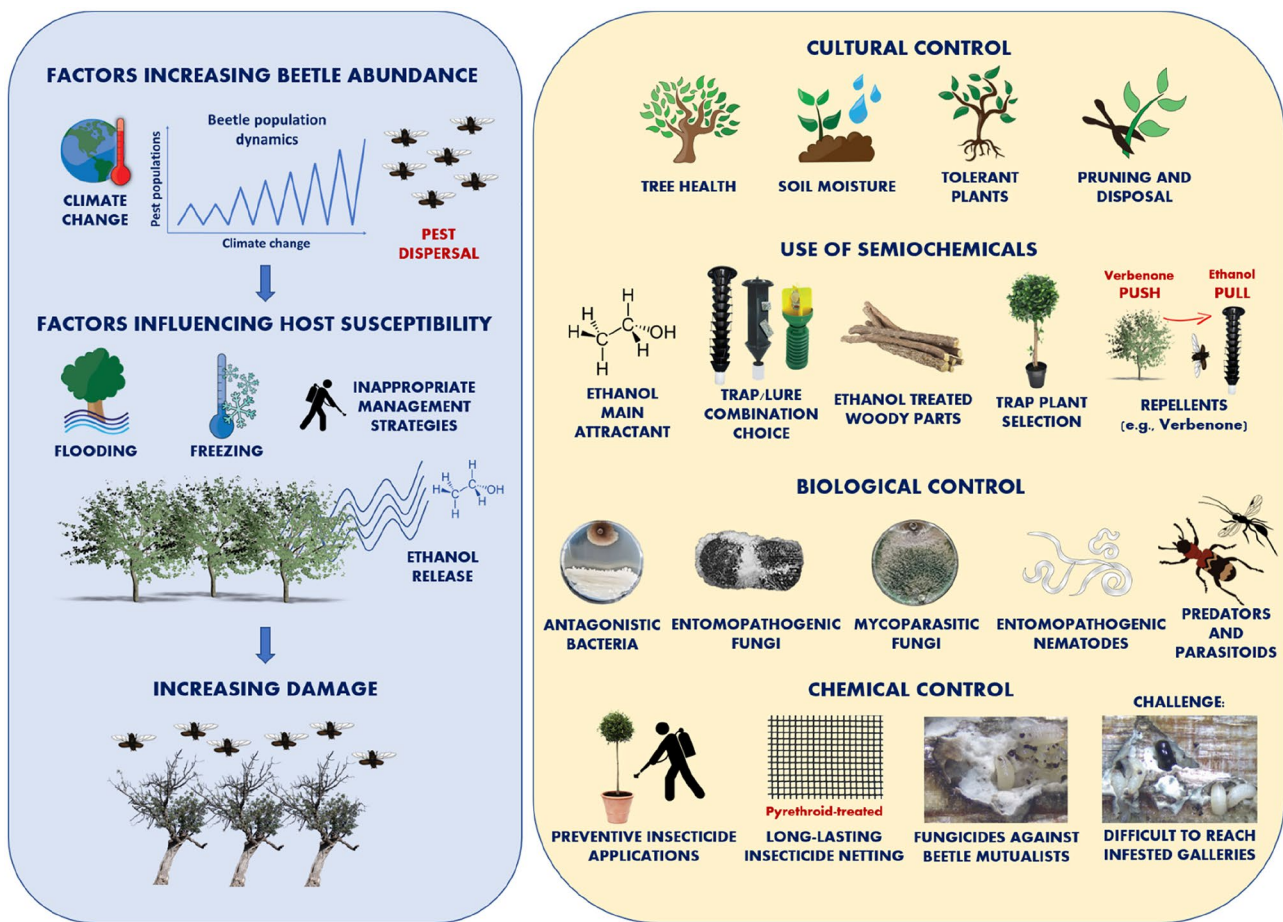 FACTORS INCREASING BEETLE ABUNDANCE
Beetle population
dynamics
Pest populations
Climate change
CLIMATE
CHANGE
PEST
DISPERSAL
FACTORS INFLUENCING HOST SUSCEPTIBILITY
FLOODING
FREEZING
INAPPROPRIATE
MANAGEMENT
STRATEGIES
H
H
C
OH
H
C
H
H
ETHANOL
RELEASE
INCREASING DAMAGE
CULTURAL CONTROL
TREE HEALTH
SOIL MOISTURE
TOLERANT
PLANTS
PRUNING AND
DISPOSAL
USE OF SEMIOCHEMICALS
H
H
C
OH
H
C
H
H
ETHANOL
MAIN
ATTRACTANT
TRAP/LURE
COMBINATION
CHOICE
ETHANOL TREATED
WOODY PARTS
TRAP PLANT
SELECTION
Verbenone
PUSH
Ethanol
PULL
REPELLENTS
(e.g., Verbenone)
BIOLOGICAL CONTROL
ANTAGONISTIC
BACTERIA
ENTOMOPATHOGENIC
FUNGI
MYCOPARASITIC
FUNGI
ENTOMOPATHOGENIC
NEMATODES
PREDATORS
AND
PARASITOIDS
CHEMICAL CONTROL
PREVENTIVE INSECTICIDE
APPLICATIONS
Pyrethroid-treated
LONG-LASTING
INSECTICIDE NETTING
FUNGICIDES AGAINST
BEETLE MUTUALISTS
CHALLENGE:
DIFFICULT TO REACH
INFESTED GALLERIES